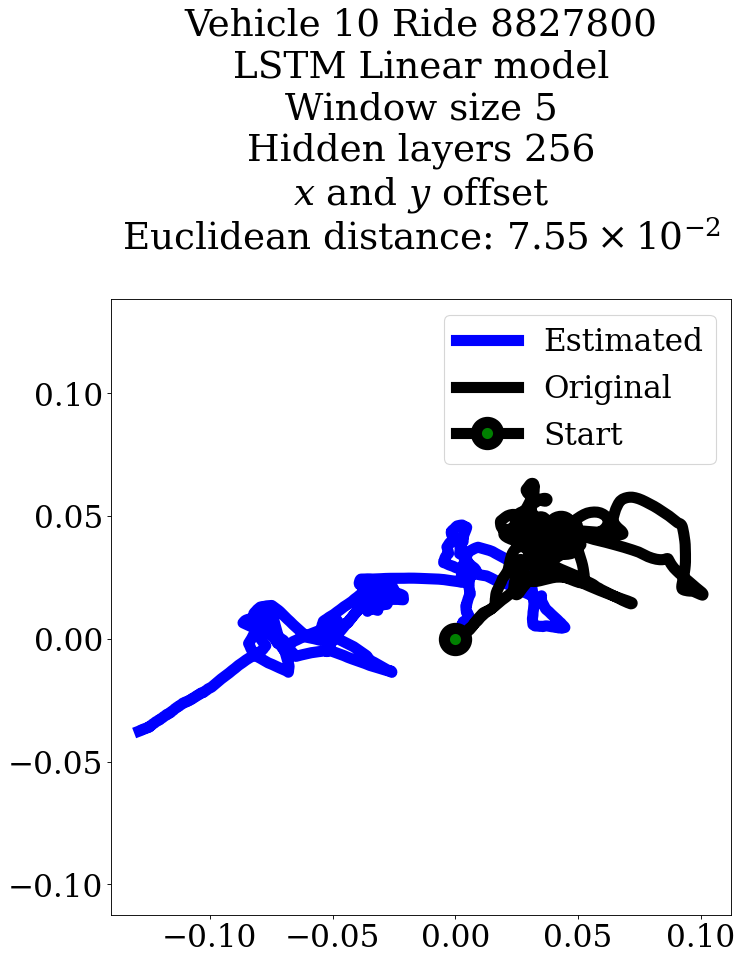 Vehicle 10 Ride 8827800
LSTM Linear model
Window size 5
Hidden layers 256
x and y offset
Euclidean distance: 7.55 × 10⁻²
Estimated
Original
Start
0.10
0.05
0.00
−0.05
−0.10
−0.10 −0.05 0.00 0.05 0.10